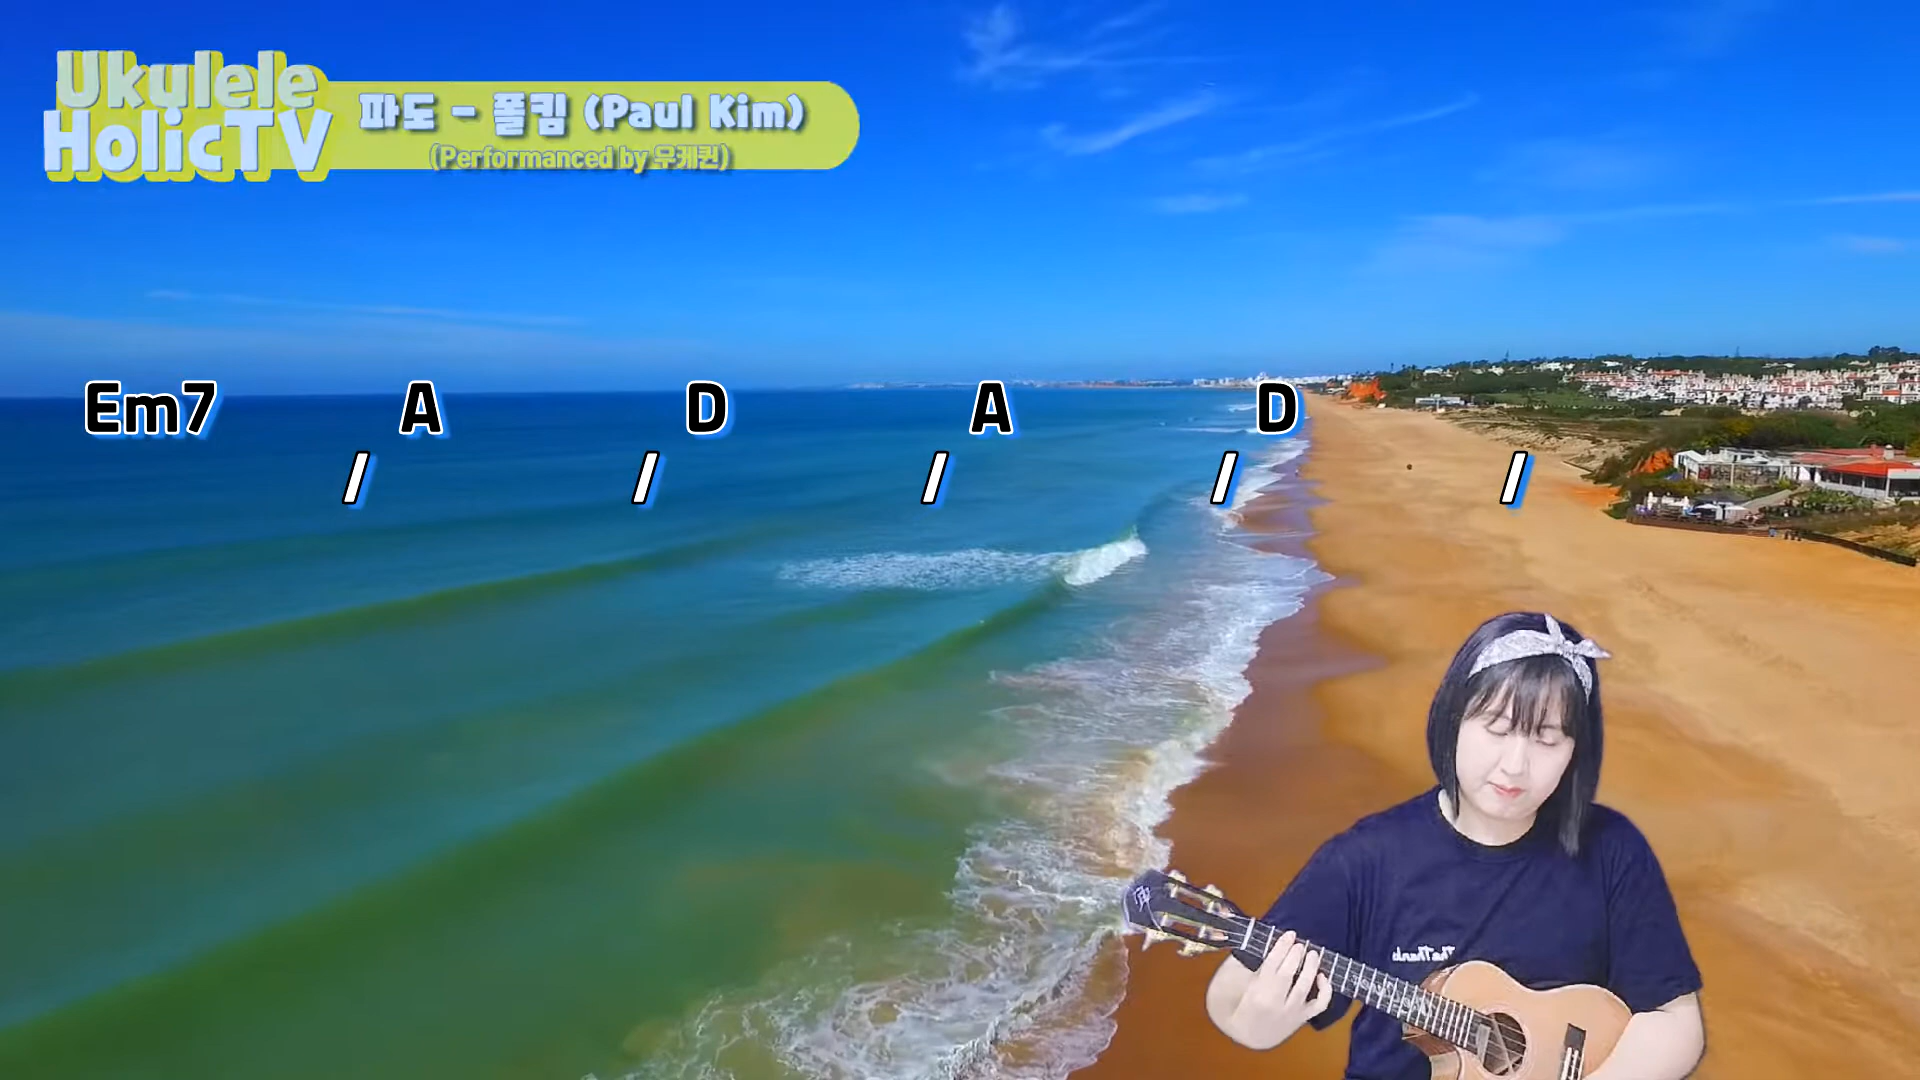 Ukulele
HolicTV
파도 - 폴킴 (Paul Kim)
(Performanced by 우케퀸)
Em7 A D A D
/ / / / /